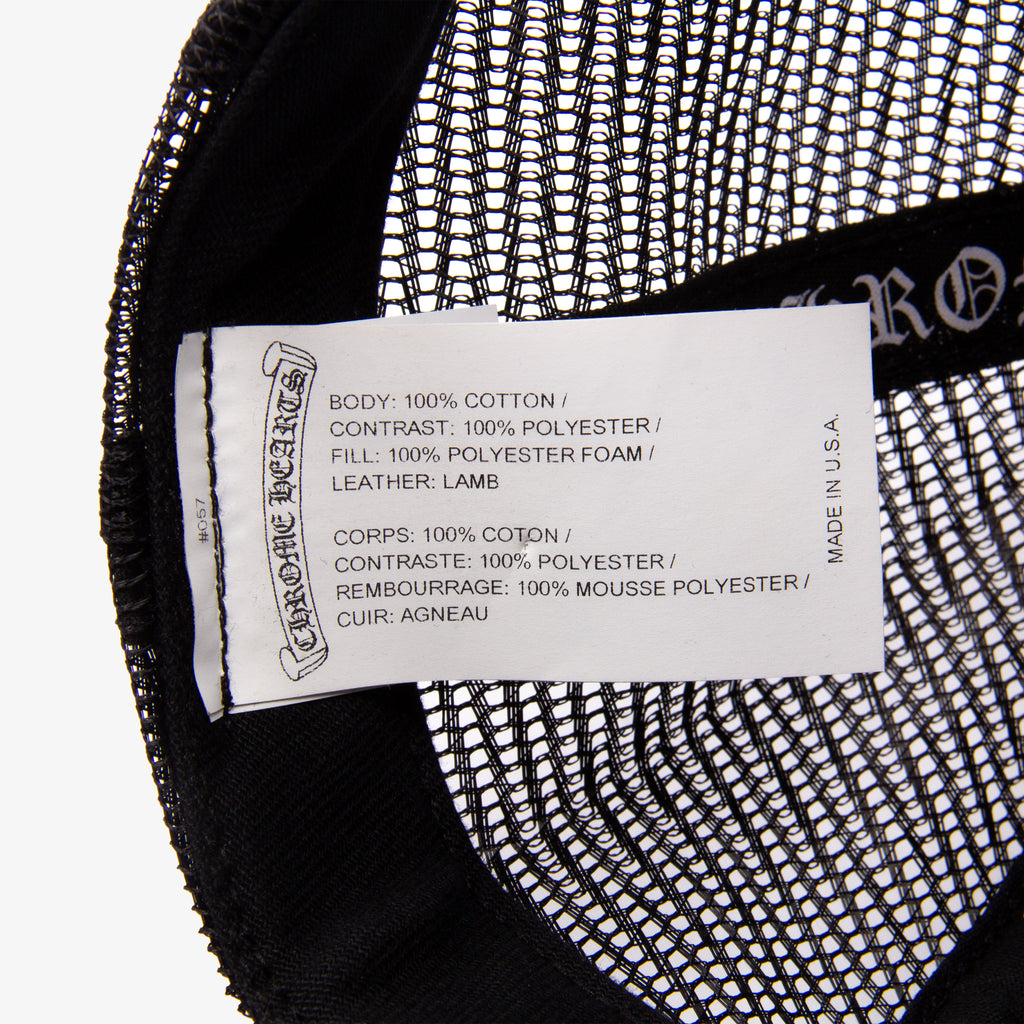 #057
CHROME HEARTS
BODY: 100% COTTON /
CONTRAST: 100% POLYESTER /
FILL: 100% POLYESTER FOAM /
LEATHER: LAMB
CORPS: 100% COTON /
CONTRASTE: 100% POLYESTER /
REMBOURRAGE: 100% MOUSSE POLYESTER /
CUIR: AGNEAU
MADE IN U.S.A.